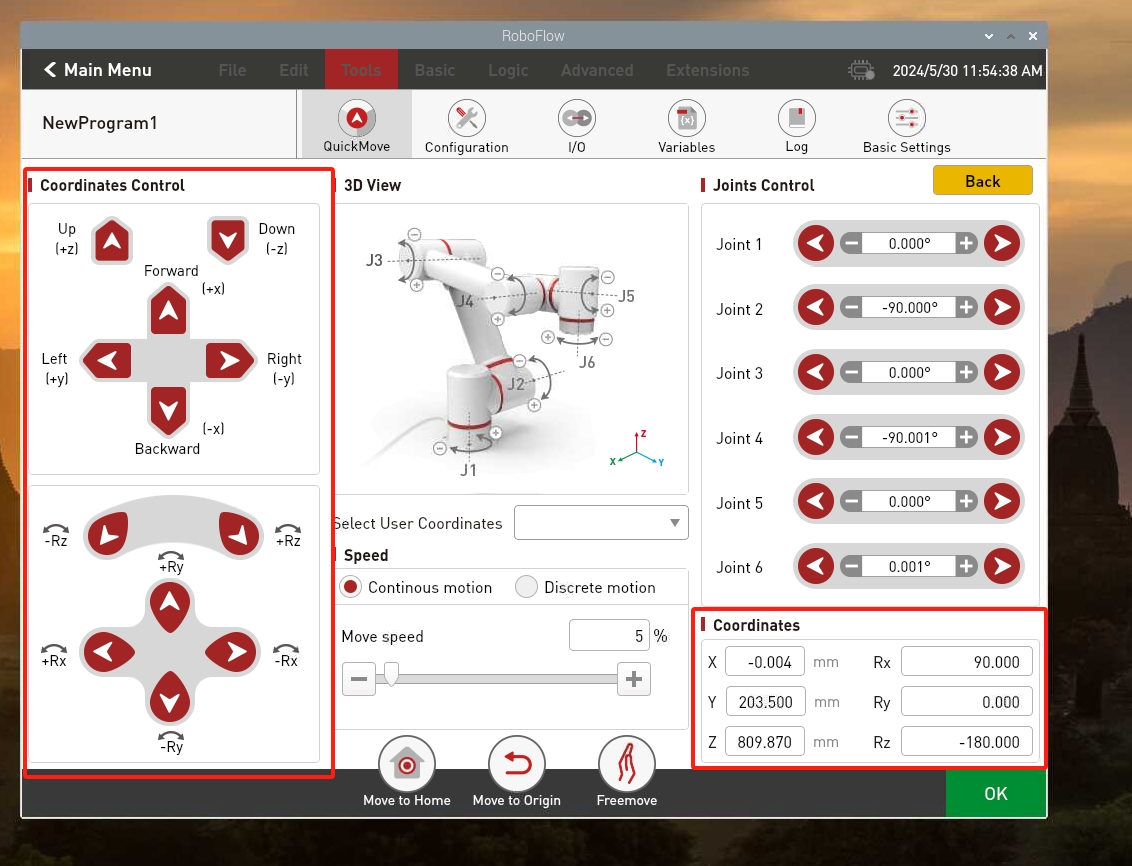 RoboFlow
Main Menu
File
Edit
Tools
Basic
Logic
Advanced
Extensions
2024/5/30 11:54:38 AM
NewProgram1
QuickMove
Configuration
I/O
Variables
Log
Basic Settings
Coordinates Control
Up
(+z)
Down
(-z)
Forward
(+x)
Left
(+y)
Right
(-y)
(-x)
Backward
-Rz
+Rz
+Ry
+Rx
-Rx
-Ry
3D View
J3
J4
J5
J6
J2
J1
Z
X
Y
Select User Coordinates
Speed
Continous motion
Discrete motion
Move speed
5 %
Move to Home
Move to Origin
Freemove
Joints Control
Back
Joint 1
0.000°
Joint 2
-90.000°
Joint 3
0.000°
Joint 4
-90.001°
Joint 5
0.000°
Joint 6
0.001°
Coordinates
X -0.004 mm Rx 90.000
Y 203.500 mm Ry 0.000
Z 809.870 mm Rz -180.000
OK